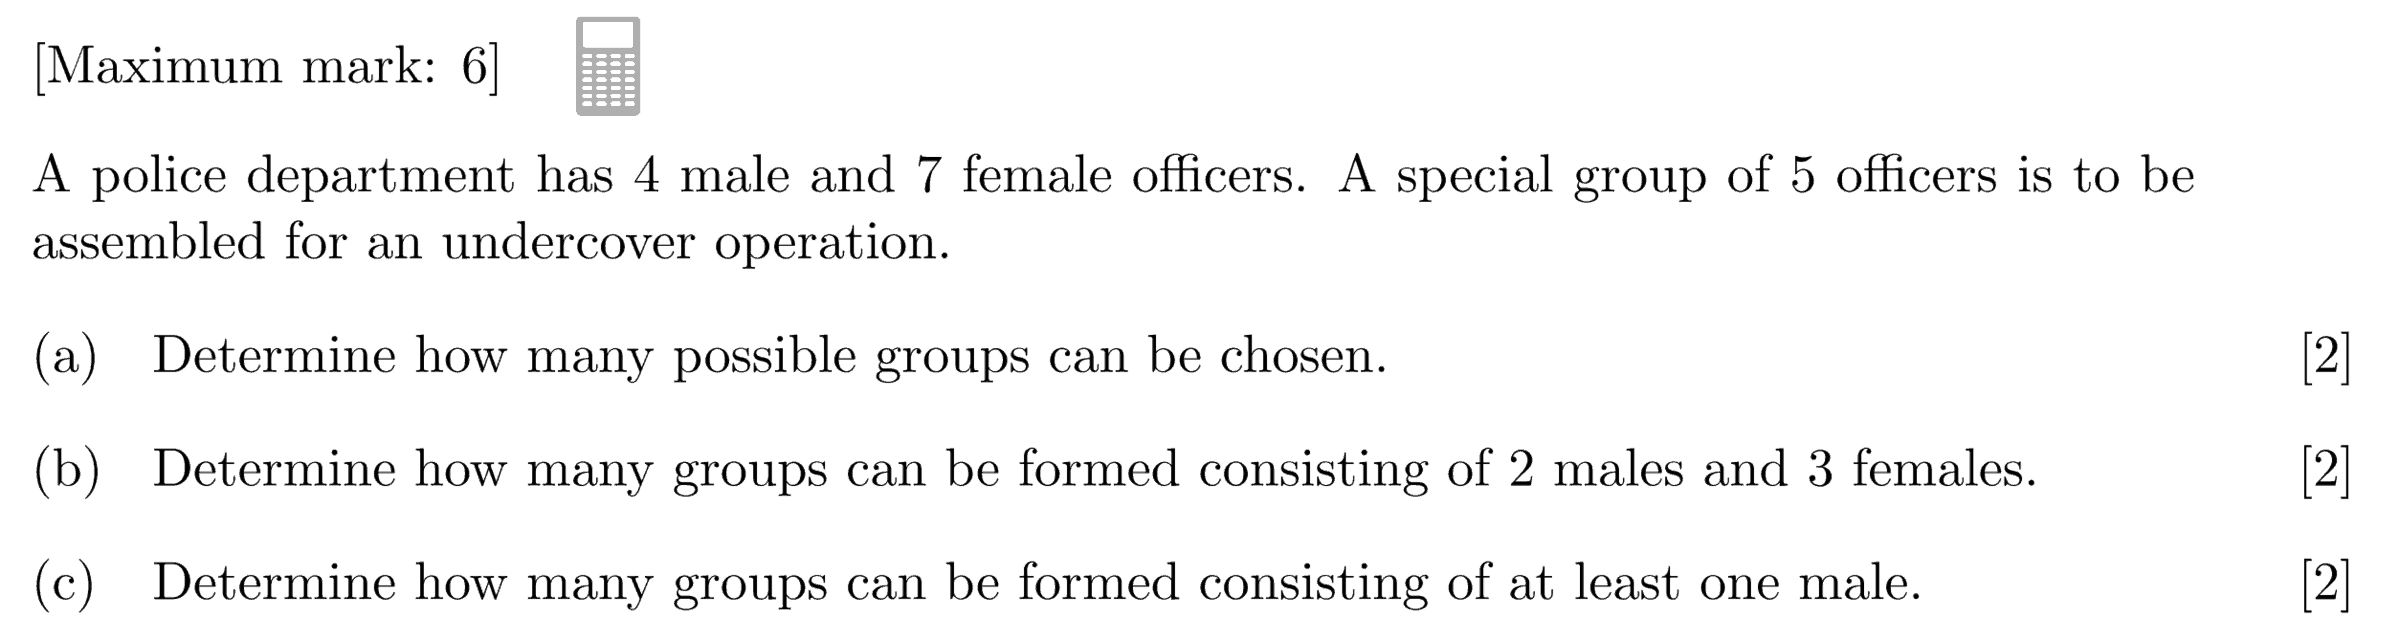 [Maximum mark: 6]
A police department has 4 male and 7 female officers. A special group of 5 officers is to be
assembled for an undercover operation.
(a) Determine how many possible groups can be chosen. [2]
(b) Determine how many groups can be formed consisting of 2 males and 3 females. [2]
(c) Determine how many groups can be formed consisting of at least one male. [2]